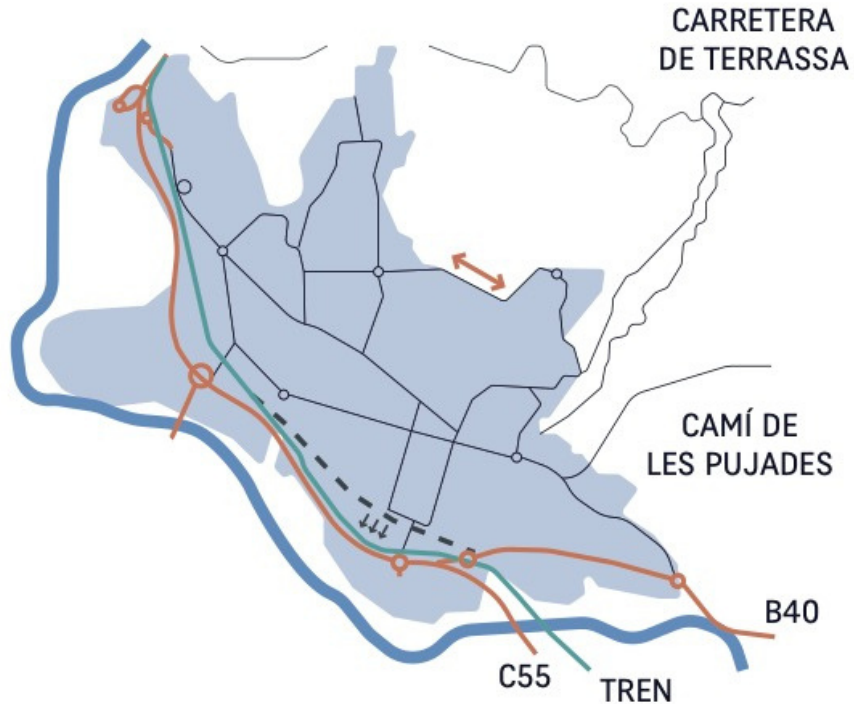 CARRETERA
DE TERRASSA
CAMÍ DE
LES PUJADES
B40
C55
TREN